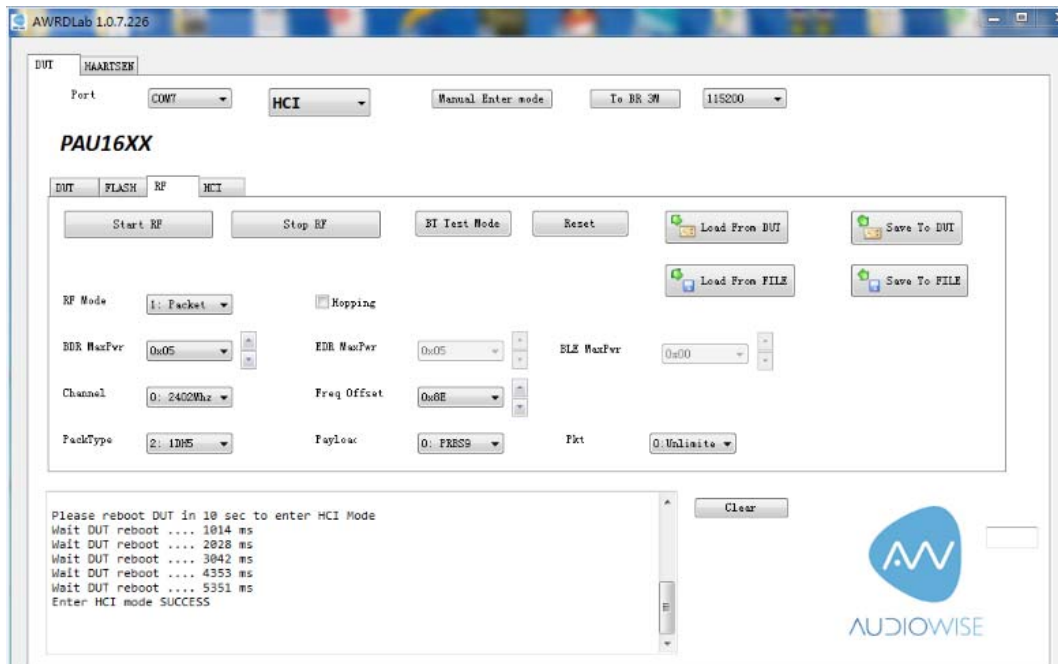 AWRDLab 1.0.7.226
DUT HAARTSEN
Port COM7 HCI Manual Enter mode To BR 3M 115200
PAU16XX
DUT FLASH RF HCI
Start RF Stop RF BT Test Mode Reset Load From DUT Save To DUT
Load From FILE Save To FILE
RF Mode 1: Packet Hopping
BDR MaxPwr 0x05 EDR MaxPwr 0x05 BLE MaxPwr 0x00
Channel 0: 2402Mhz Freq Offset 0x8E
PackType 2: 1DH5 Payloac 0: PRBS9 Pkt 0:Unlimite
Please reboot DUT in 10 sec to enter HCI Mode
Wait DUT reboot .... 1014 ms
Wait DUT reboot .... 2028 ms
Wait DUT reboot .... 3042 ms
Wait DUT reboot .... 4353 ms
Wait DUT reboot .... 5351 ms
Enter HCI mode SUCCESS
Clear
AW
AUDIOWISE